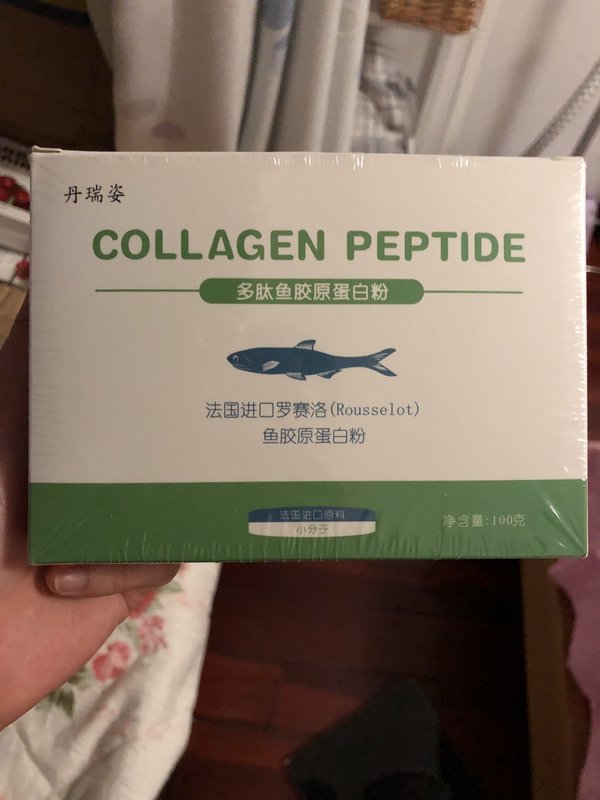 丹瑞姿
COLLAGEN PEPTIDE
多肽鱼胶原蛋白粉
法国进口罗赛洛(Rousselot)
鱼胶原蛋白粉
法国进口原料
小分子
净含量:100克